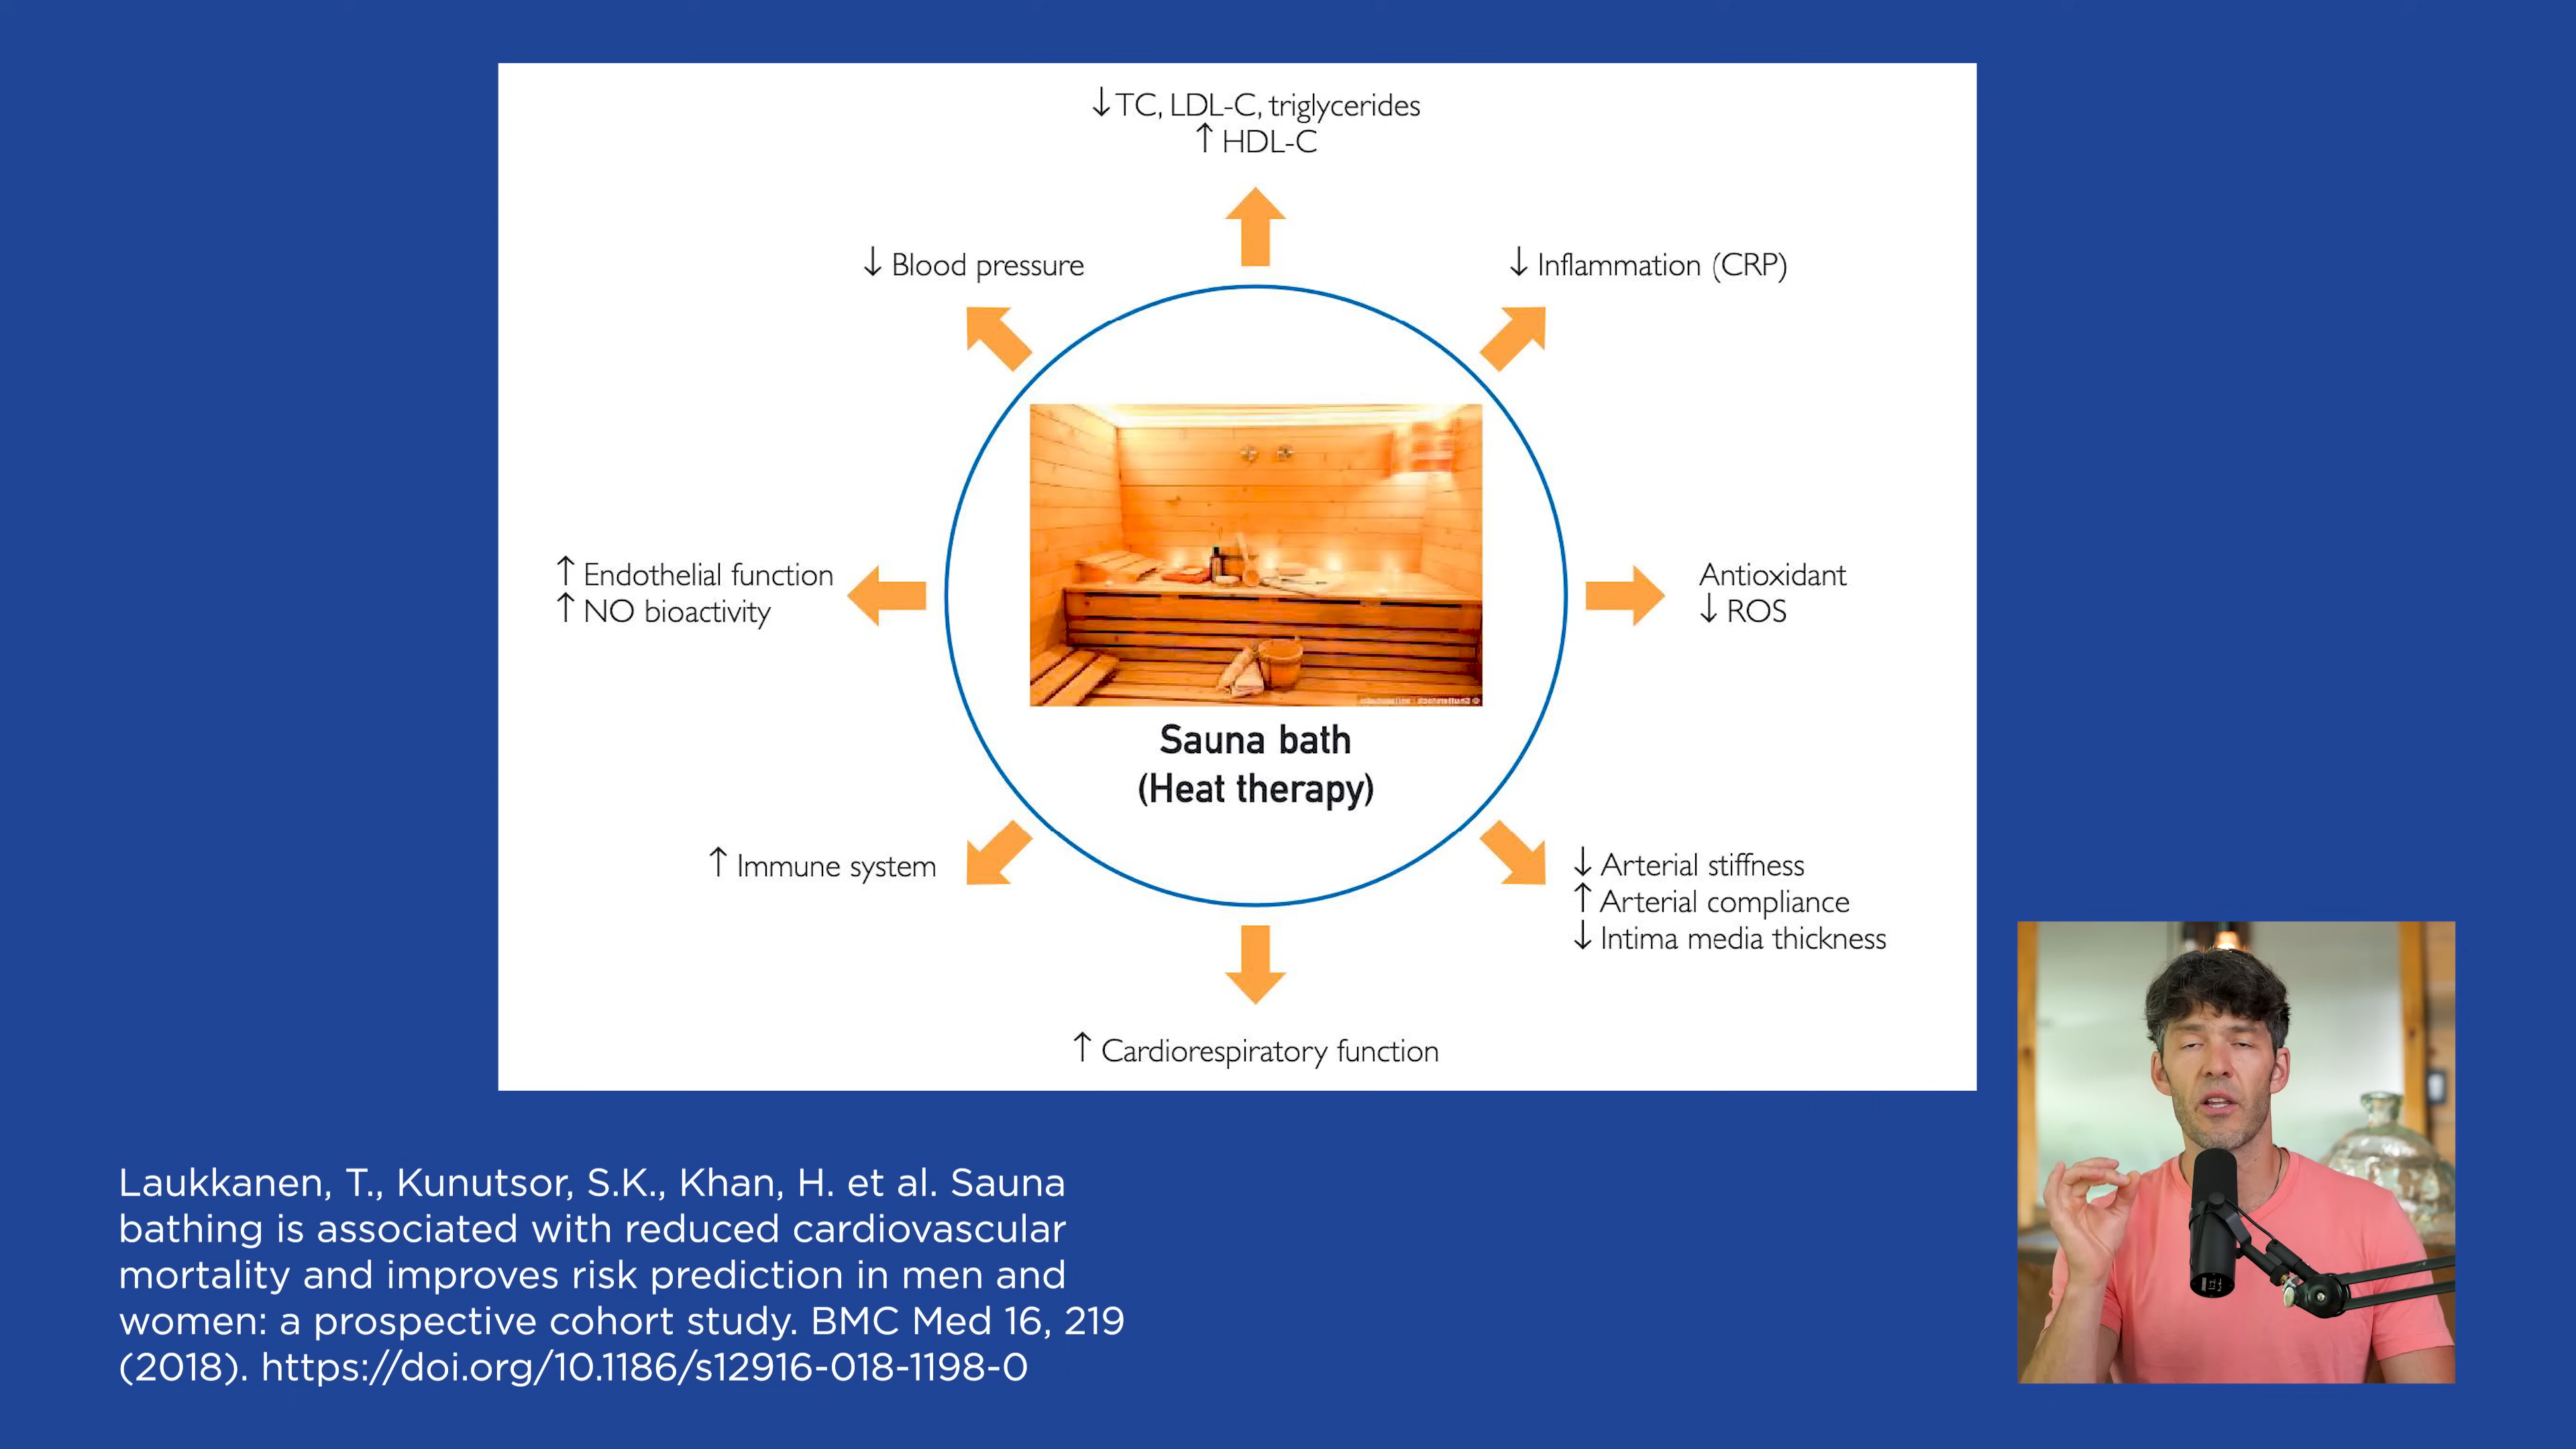 ↓ TC, LDL-C, triglycerides
↑ HDL-C
↓ Blood pressure
↓ Inflammation (CRP)
↑ Endothelial function
↑ NO bioactivity
Antioxidant
↓ ROS
Sauna bath
(Heat therapy)
↑ Immune system
↓ Arterial stiffness
↑ Arterial compliance
↓ Intima media thickness
↑ Cardiorespiratory function
Laukkanen, T., Kunutsor, S.K., Khan, H. et al. Sauna
bathing is associated with reduced cardiovascular
mortality and improves risk prediction in men and
women: a prospective cohort study. BMC Med 16, 219
(2018). https://doi.org/10.1186/s12916-018-1198-0